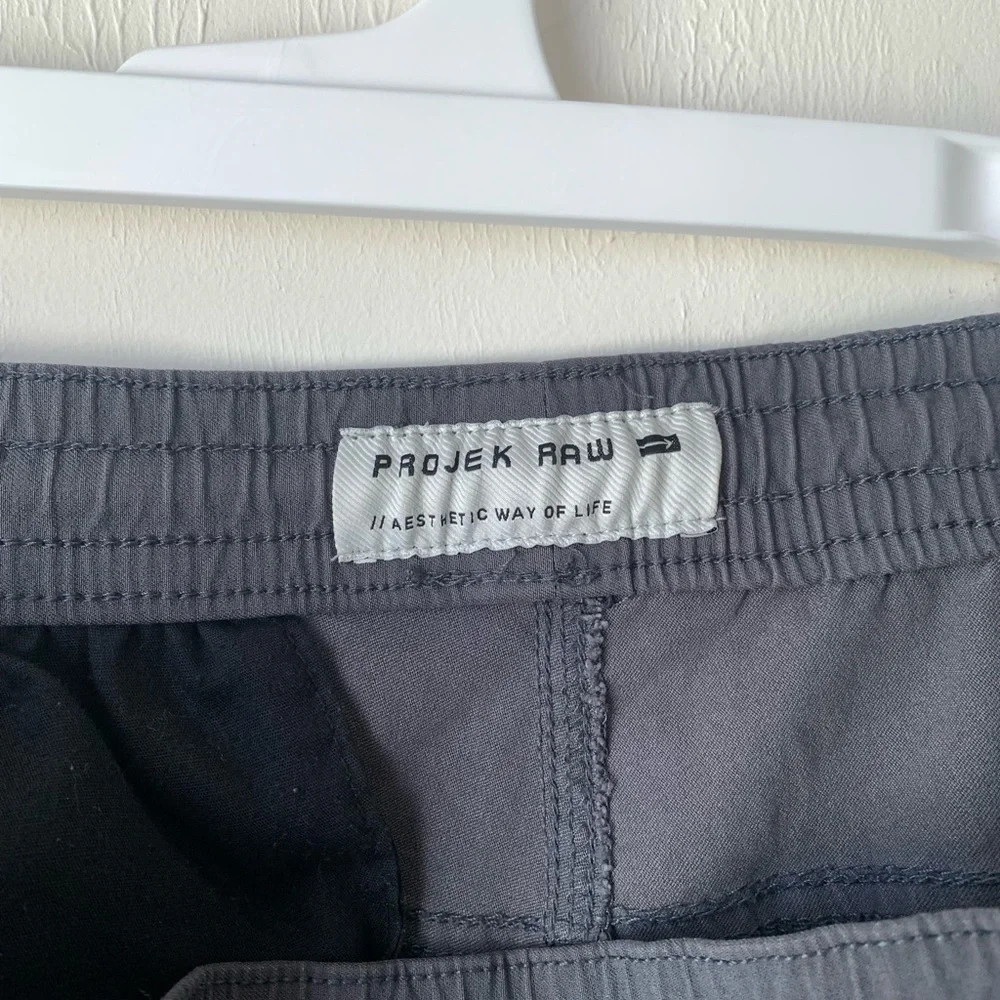 PROJEK RAW
// AESTHETIC WAY OF LIFE